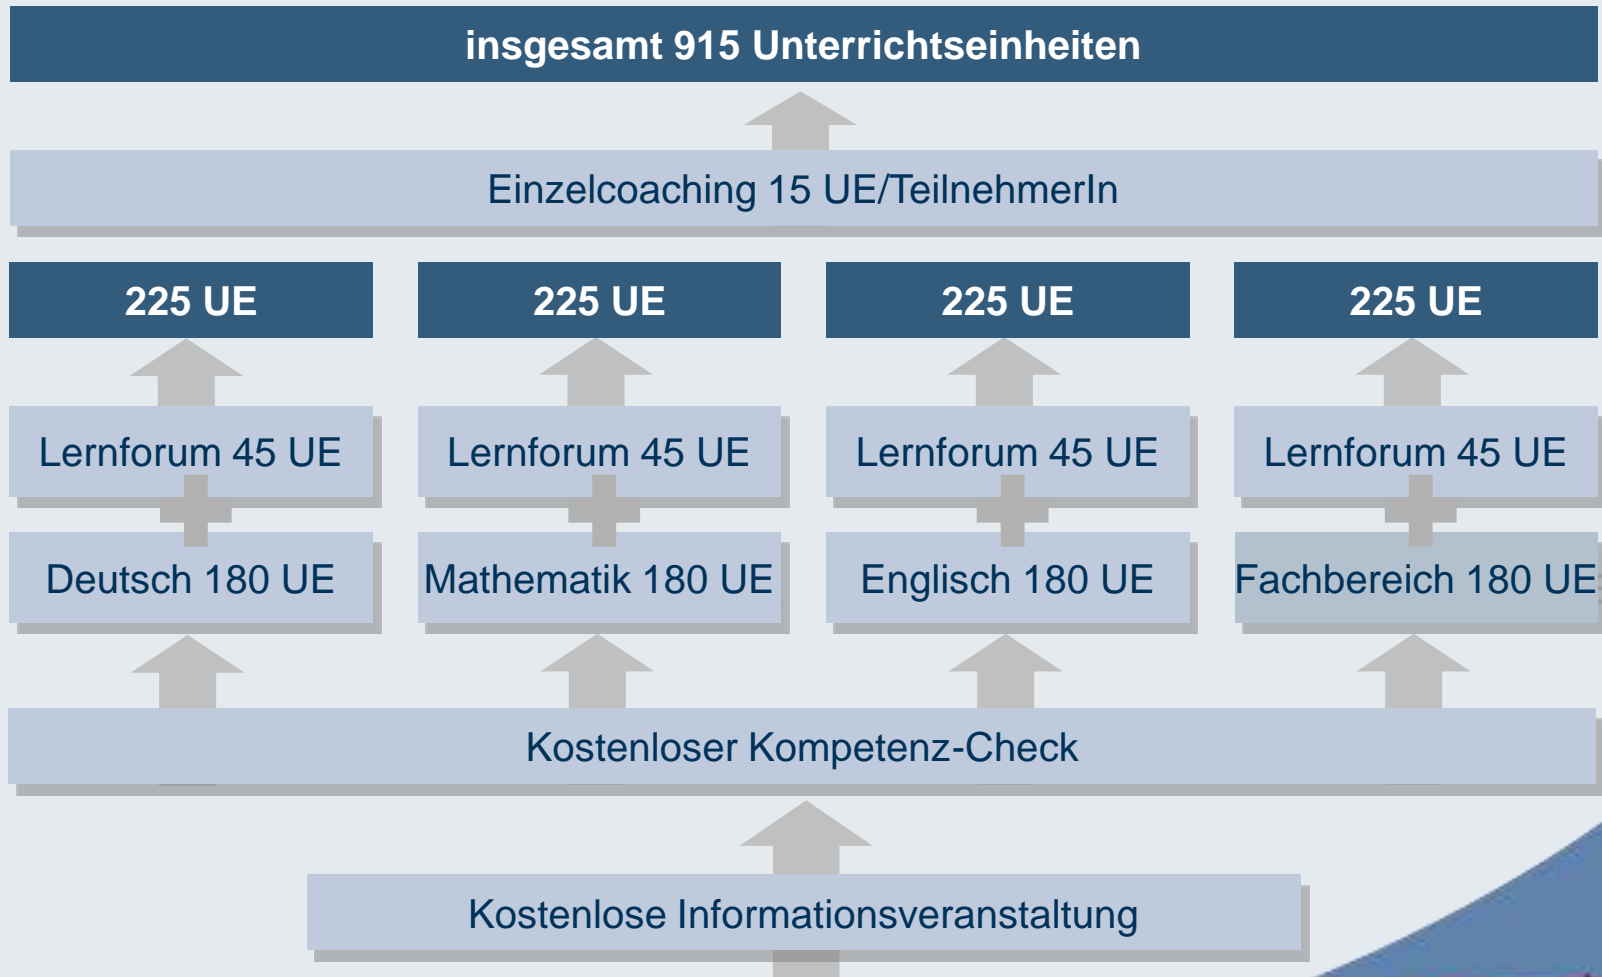 insgesamt 915 Unterrichtseinheiten
Einzelcoaching 15 UE/TeilnehmerIn
225 UE
225 UE
225 UE
225 UE
Lernforum 45 UE
Lernforum 45 UE
Lernforum 45 UE
Lernforum 45 UE
Deutsch 180 UE
Mathematik 180 UE
Englisch 180 UE
Fachbereich 180 UE
Kostenloser Kompetenz-Check
Kostenlose Informationsveranstaltung